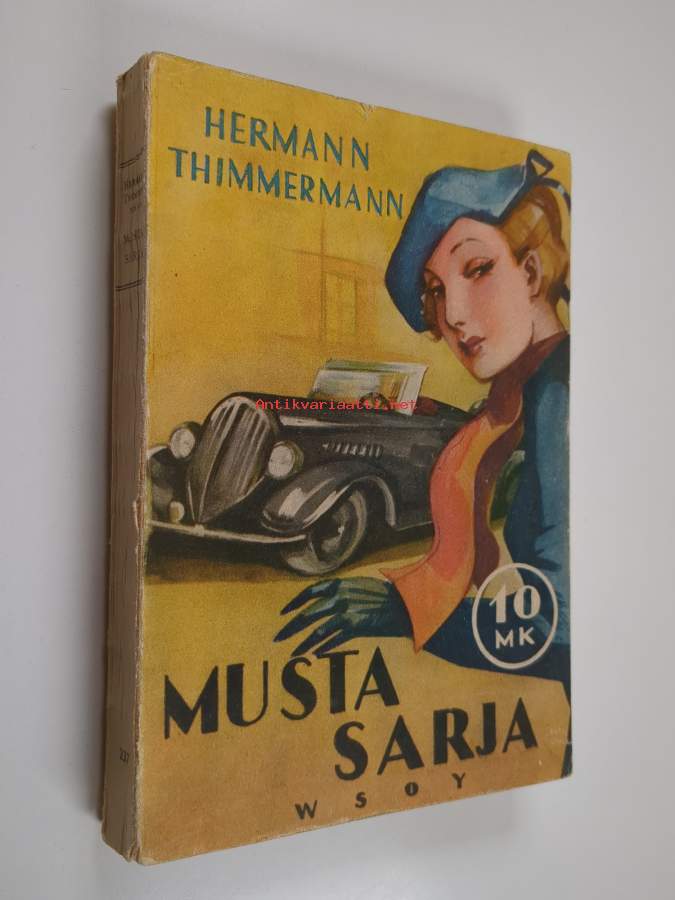 HERMANN
THIMMERMANN
Antikvariaatti.net
10
MK
MUSTA
SARJA
WSOY